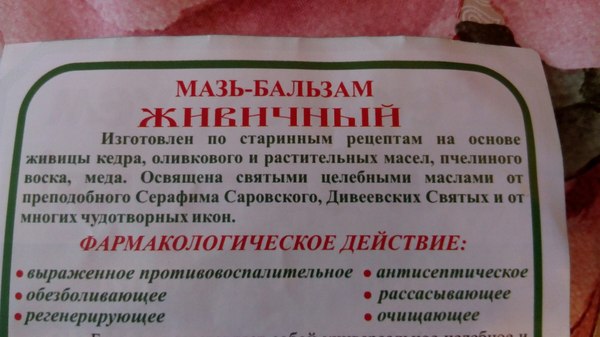 МАЗЬ-БАЛЬЗАМ
ЖИВИЧНЫЙ
Изготовлен по старинным рецептам на основе
живицы кедра, оливкового и растительных масел, пчелиного
воска, меда. Освящена святыми целебными маслами от
преподобного Серафима Саровского, Дивеевских Святых и от
многих чудотворных икон.
ФАРМАКОЛОГИЧЕСКОЕ ДЕЙСТВИЕ:
• выраженное противовоспалительное • антисептическое
• обезболивающее • рассасывающее
• регенерирующее • очищающее